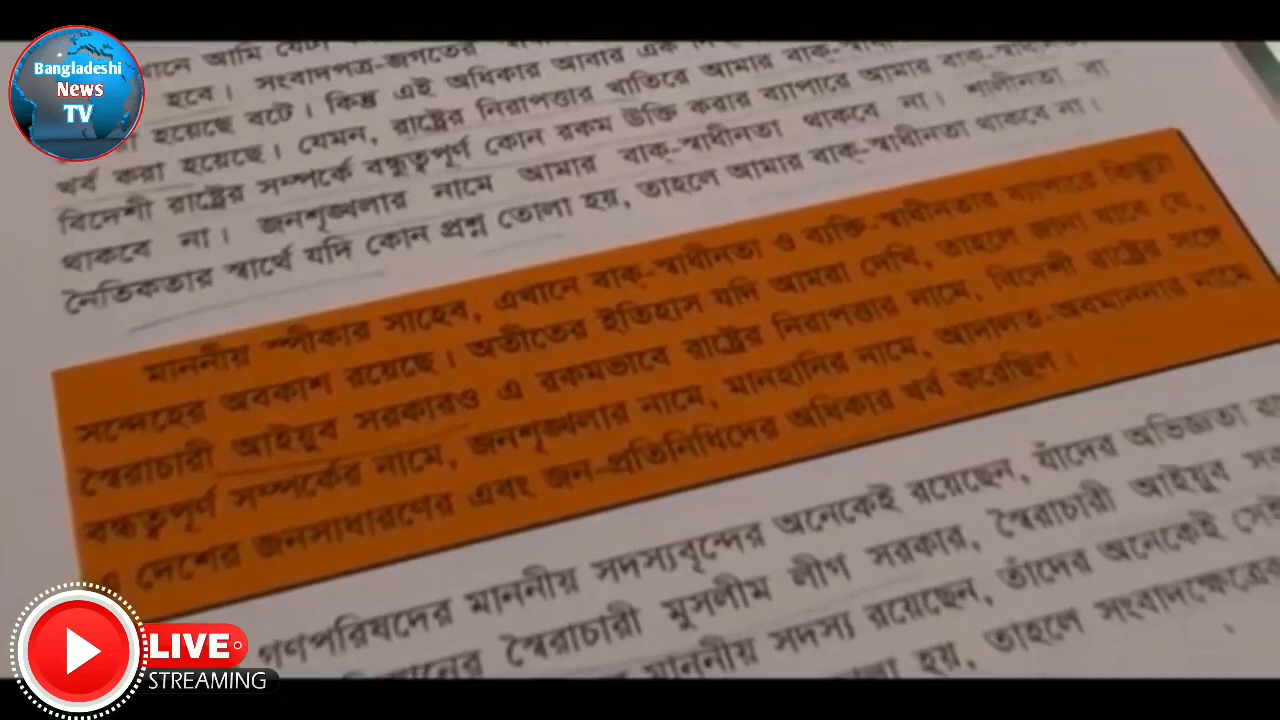 Bangladeshi
News
TV
খানে আমি যেটা
হবে। সংবাদপত্র-জগতের
হয়েছে বটে। কিন্তু এই অধিকার আবার এক
খর্ব করা হয়েছে। যেমন, রাষ্ট্রের নিরাপত্তার খাতিরে আমার বাক্-স্বাধীনতা
বিদেশী রাষ্ট্রের সম্পর্কে বন্ধুত্বপূর্ণ কোন রকম উক্তি করার ব্যাপারে আমার বাক্-স্বাধীনতা
থাকবে না। জনশৃঙ্খলার নামে আমার বাক্-স্বাধীনতা থাকবে না। শালীনতা বা
নৈতিকতার স্বার্থে যদি কোন প্রশ্ন তোলা হয়, তাহলে আমার বাক্-স্বাধীনতা থাকবে না।
মাননীয় স্পীকার সাহেব, এখানে বাক্-স্বাধীনতা ও ব্যক্তি-স্বাধীনতার ব্যাপারে কিছুটা
সন্দেহের অবকাশ রয়েছে। অতীতের ইতিহাস যদি আমরা দেখি, তাহলে জানা যাবে যে,
স্বৈরাচারী আইয়ুব সরকারও এ রকমভাবে রাষ্ট্রের নিরাপত্তার নামে, বিদেশী রাষ্ট্রের সঙ্গে
বন্ধুত্বপূর্ণ সম্পর্কের নামে, জনশৃঙ্খলার নামে, মানহানির নামে, আদালত-অবমাননার নামে
এ দেশের জনসাধারণের এবং জন-প্রতিনিধিদের অধিকার খর্ব করেছিল।
গণপরিষদের মাননীয় সদস্যবৃন্দের অনেকেই রয়েছেন, যাঁদের অভিজ্ঞতা
স্বৈরাচারী মুসলীম লীগ সরকার, স্বৈরাচারী আইয়ুব
মাননীয় সদস্য রয়েছেন, তাঁদের অনেকেই সেই
হয়, তাহলে সংবাদক্ষেত্রের
LIVE
STREAMING